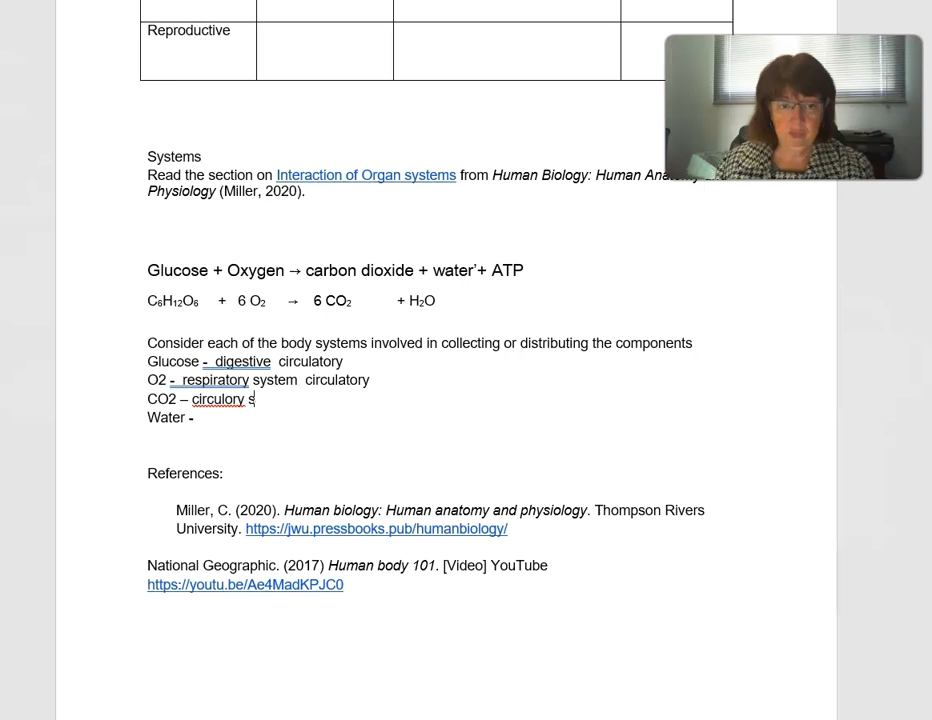 Reproductive
Systems
Read the section on Interaction of Organ systems from Human Biology: Human
Physiology (Miller, 2020).
Glucose + Oxygen → carbon dioxide + water'+ ATP
C₆H₁₂O₆ + 6 O₂ → 6 CO₂ + H₂O
Consider each of the body systems involved in collecting or distributing the components
Glucose - digestive circulatory
O2 - respiratory system circulatory
CO2 – circulory s
Water -
References:
Miller, C. (2020). Human biology: Human anatomy and physiology. Thompson Rivers
University. https://jwu.pressbooks.pub/humanbiology/
National Geographic. (2017) Human body 101. [Video] YouTube
https://youtu.be/Ae4MadKPJC0